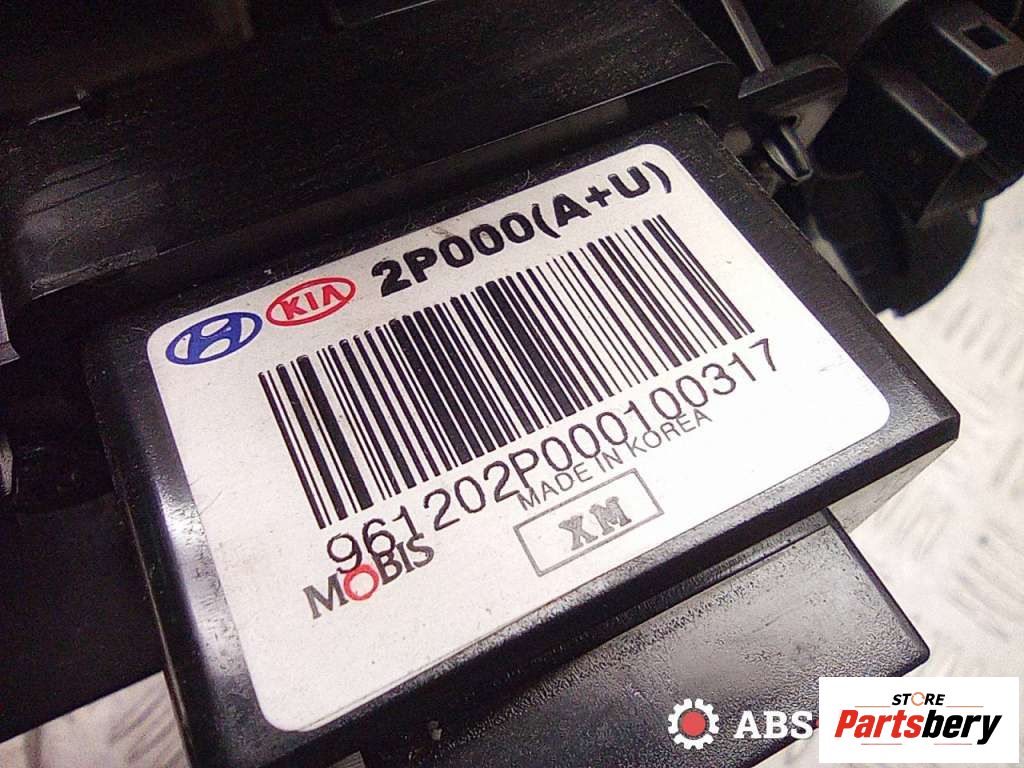 KIA 2P000(A+U)
961202P000100317
MADE IN KOREA
MOBIS
XM
ABS
STORE
Partsbery